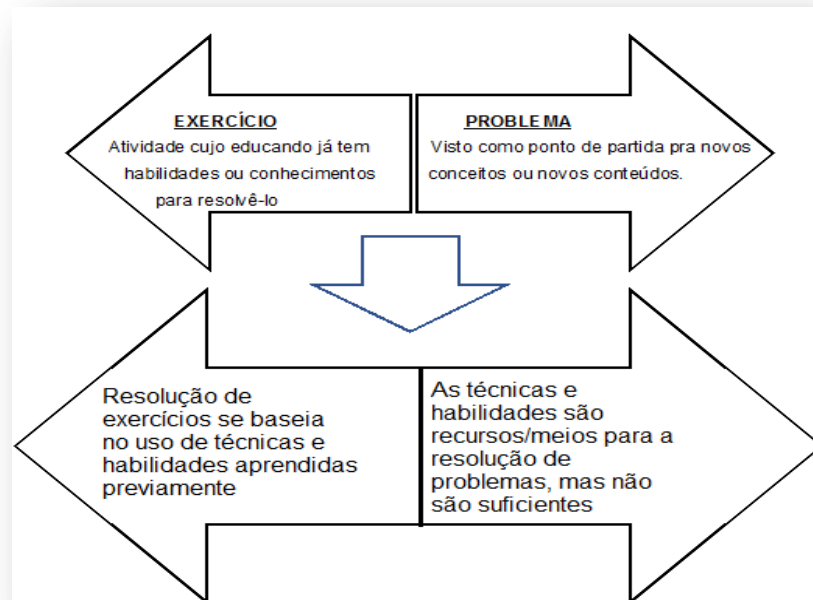 EXERCÍCIO
Atividade cujo educando já tem
habilidades ou conhecimentos
para resolvê-lo
PROBLEMA
Visto como ponto de partida pra novos
conceitos ou novos conteúdos.
Resolução de
exercícios se baseia
no uso de técnicas e
habilidades aprendidas
previamente
As técnicas e
habilidades são
recursos/meios para a
resolução de
problemas, mas não
são suficientes